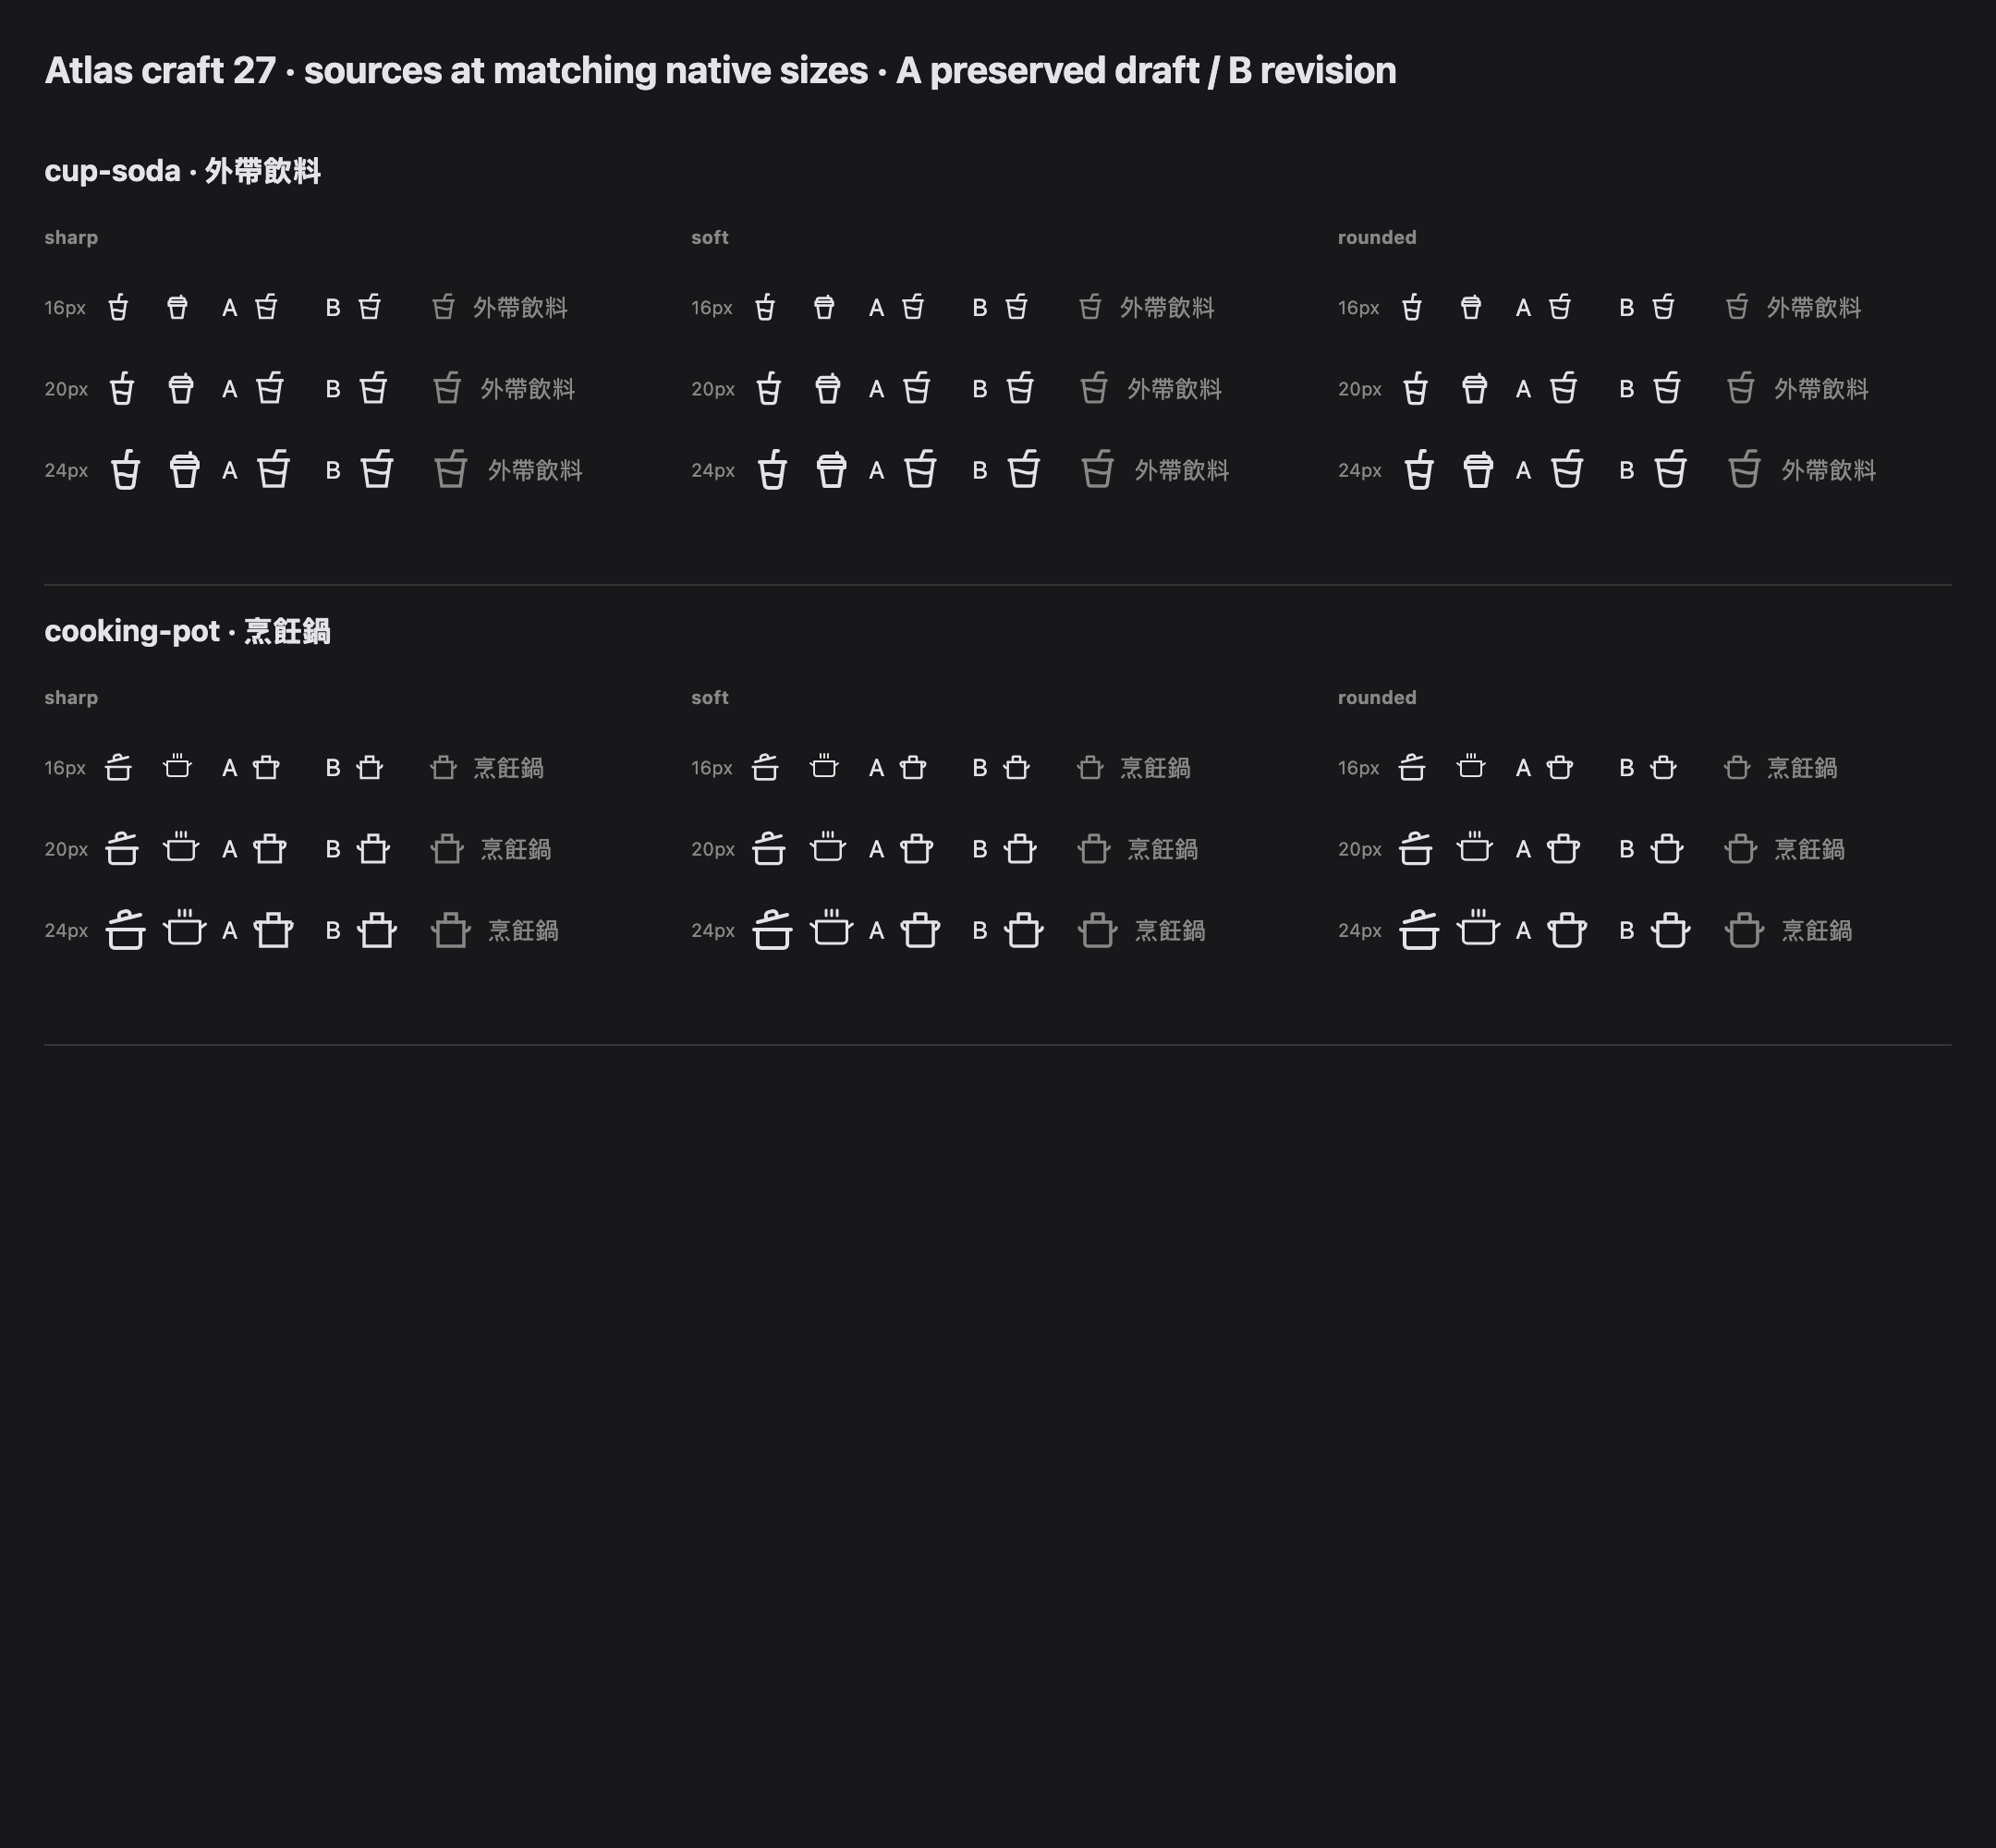 Atlas craft 27 · sources at matching native sizes · A preserved draft / B revision
cup-soda · 外帶飲料
sharp soft rounded
16px A B 外帶飲料 16px A B 外帶飲料 16px A B 外帶飲料
20px A B 外帶飲料 20px A B 外帶飲料 20px A B 外帶飲料
24px A B 外帶飲料 24px A B 外帶飲料 24px A B 外帶飲料
cooking-pot · 烹飪鍋
sharp soft rounded
16px A B 烹飪鍋 16px A B 烹飪鍋 16px A B 烹飪鍋
20px A B 烹飪鍋 20px A B 烹飪鍋 20px A B 烹飪鍋
24px A B 烹飪鍋 24px A B 烹飪鍋 24px A B 烹飪鍋